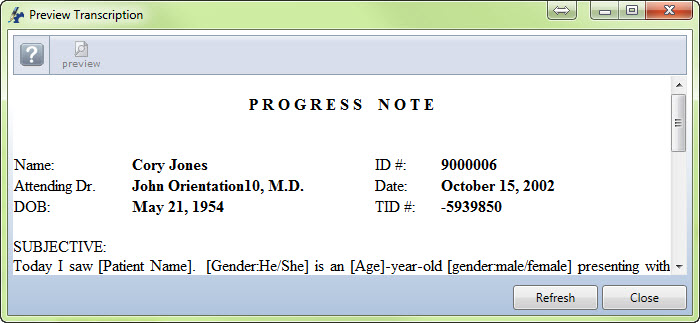 Preview Transcription
?
preview
PROGRESS NOTE
Name: Cory Jones ID #: 9000006
Attending Dr. John Orientation10, M.D. Date: October 15, 2002
DOB: May 21, 1954 TID #: -5939850
SUBJECTIVE:
Today I saw [Patient Name]. [Gender:He/She] is an [Age]-year-old [gender:male/female] presenting with
Refresh Close